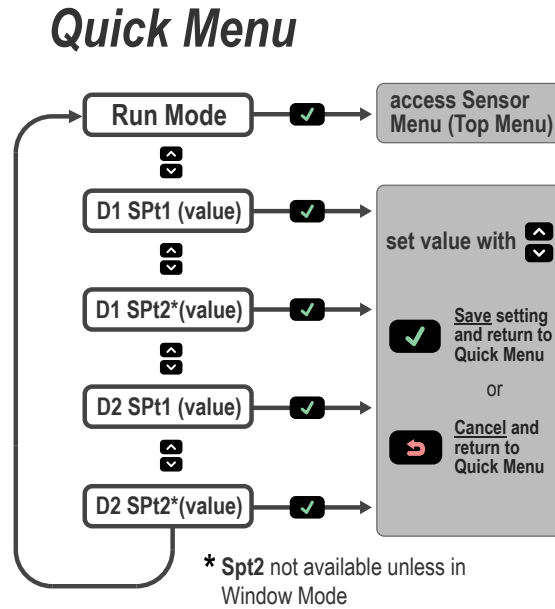 Quick Menu
Run Mode
access Sensor
Menu (Top Menu)
D1 SPt1 (value)
set value with
D1 SPt2*(value)
Save setting
and return to
Quick Menu
or
D2 SPt1 (value)
Cancel and
return to
Quick Menu
D2 SPt2*(value)
* Spt2 not available unless in
Window Mode